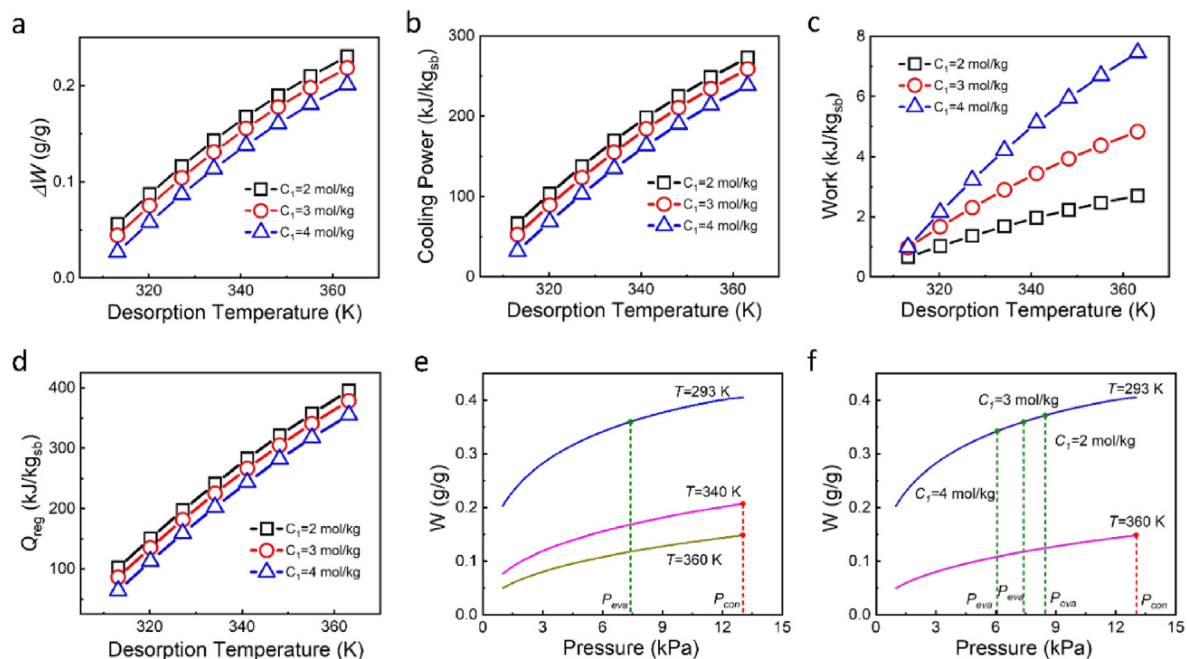 a
ΔW (g/g)
0.2
0.1
0.0
C₁=2 mol/kg
C₁=3 mol/kg
C₁=4 mol/kg
320 340 360
Desorption Temperature (K)
b
Cooling Power (kJ/kgsb)
300
200
100
0
C₁=2 mol/kg
C₁=3 mol/kg
C₁=4 mol/kg
320 340 360
Desorption Temperature (K)
c
Work (kJ/kgsb)
8
6
4
2
0
C₁=2 mol/kg
C₁=3 mol/kg
C₁=4 mol/kg
320 340 360
Desorption Temperature (K)
d
Qreg (kJ/kgsb)
400
300
200
100
C₁=2 mol/kg
C₁=3 mol/kg
C₁=4 mol/kg
320 340 360
Desorption Temperature (K)
e
W (g/g)
0.4
0.3
0.2
0.1
0.0
T=293 K
T=340 K
T=360 K
Peva
Pcon
0 3 6 9 12 15
Pressure (kPa)
f
W (g/g)
0.4
0.3
0.2
0.1
0.0
T=293 K
C₁=3 mol/kg
C₁=2 mol/kg
C₁=4 mol/kg
T=360 K
Peva Peva Peva Pcon
0 3 6 9 12 15
Pressure (kPa)